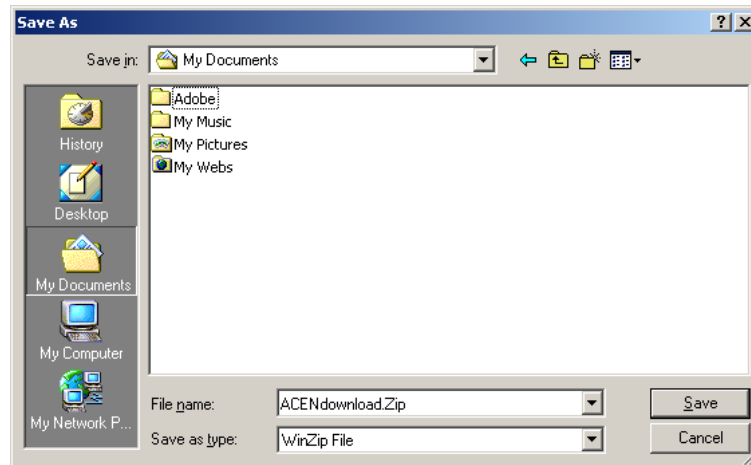 Save As
Save in: My Documents
History
Desktop
My Documents
My Computer
My Network P...
Adobe
My Music
My Pictures
My Webs
File name: ACENdownload.Zip
Save
Save as type: WinZip File
Cancel